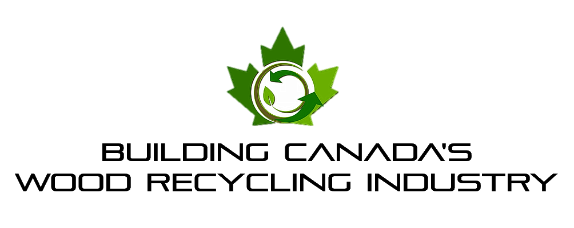 BUILDING CANADA'S
WOOD RECYCLING INDUSTRY